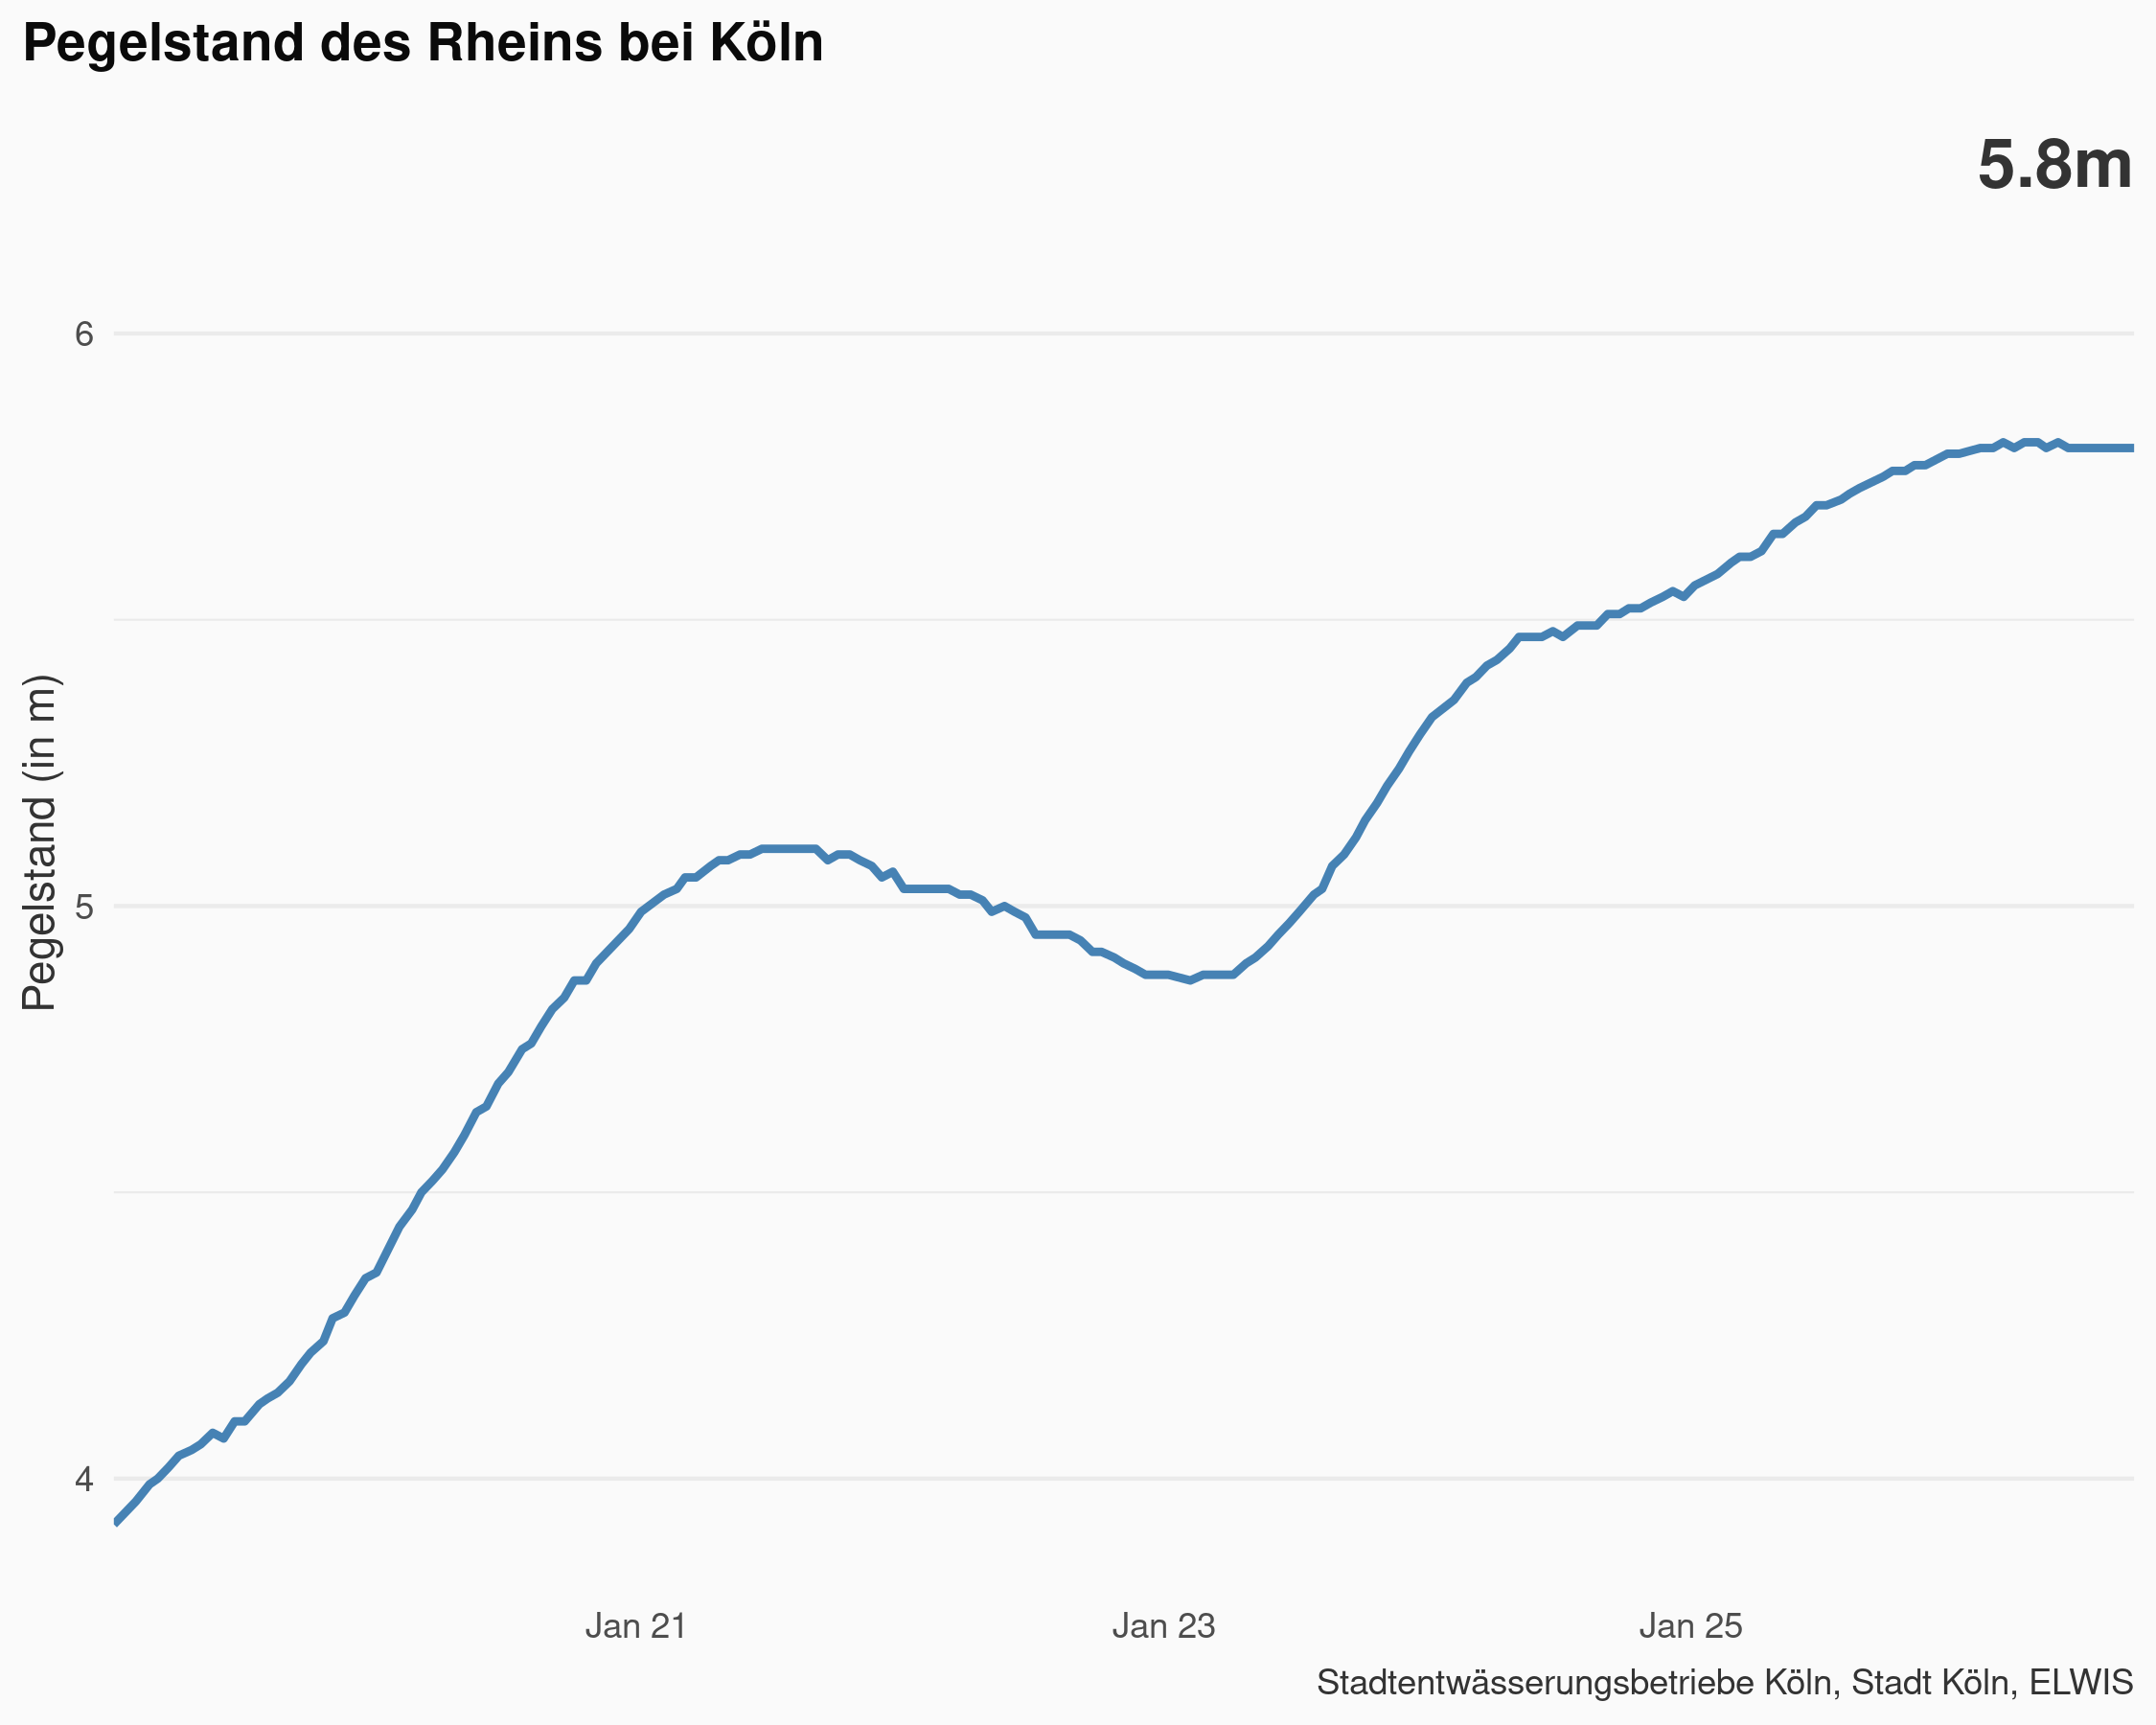 Pegelstand des Rheins bei Köln
5.8m
6
5
4
Pegelstand (in m)
Jan 21
Jan 23
Jan 25
Stadtentwässerungsbetriebe Köln, Stadt Köln, ELWIS